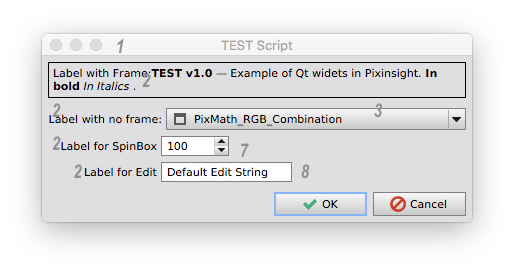 TEST Script
1
Label with Frame TEST v1.0 — Example of Qt widets in Pixinsight. In
bold In Italics .
2
2
Label with no frame: PixMath_RGB_Combination 3
2 Label for SpinBox 100 7
2 Label for Edit Default Edit String 8
OK Cancel